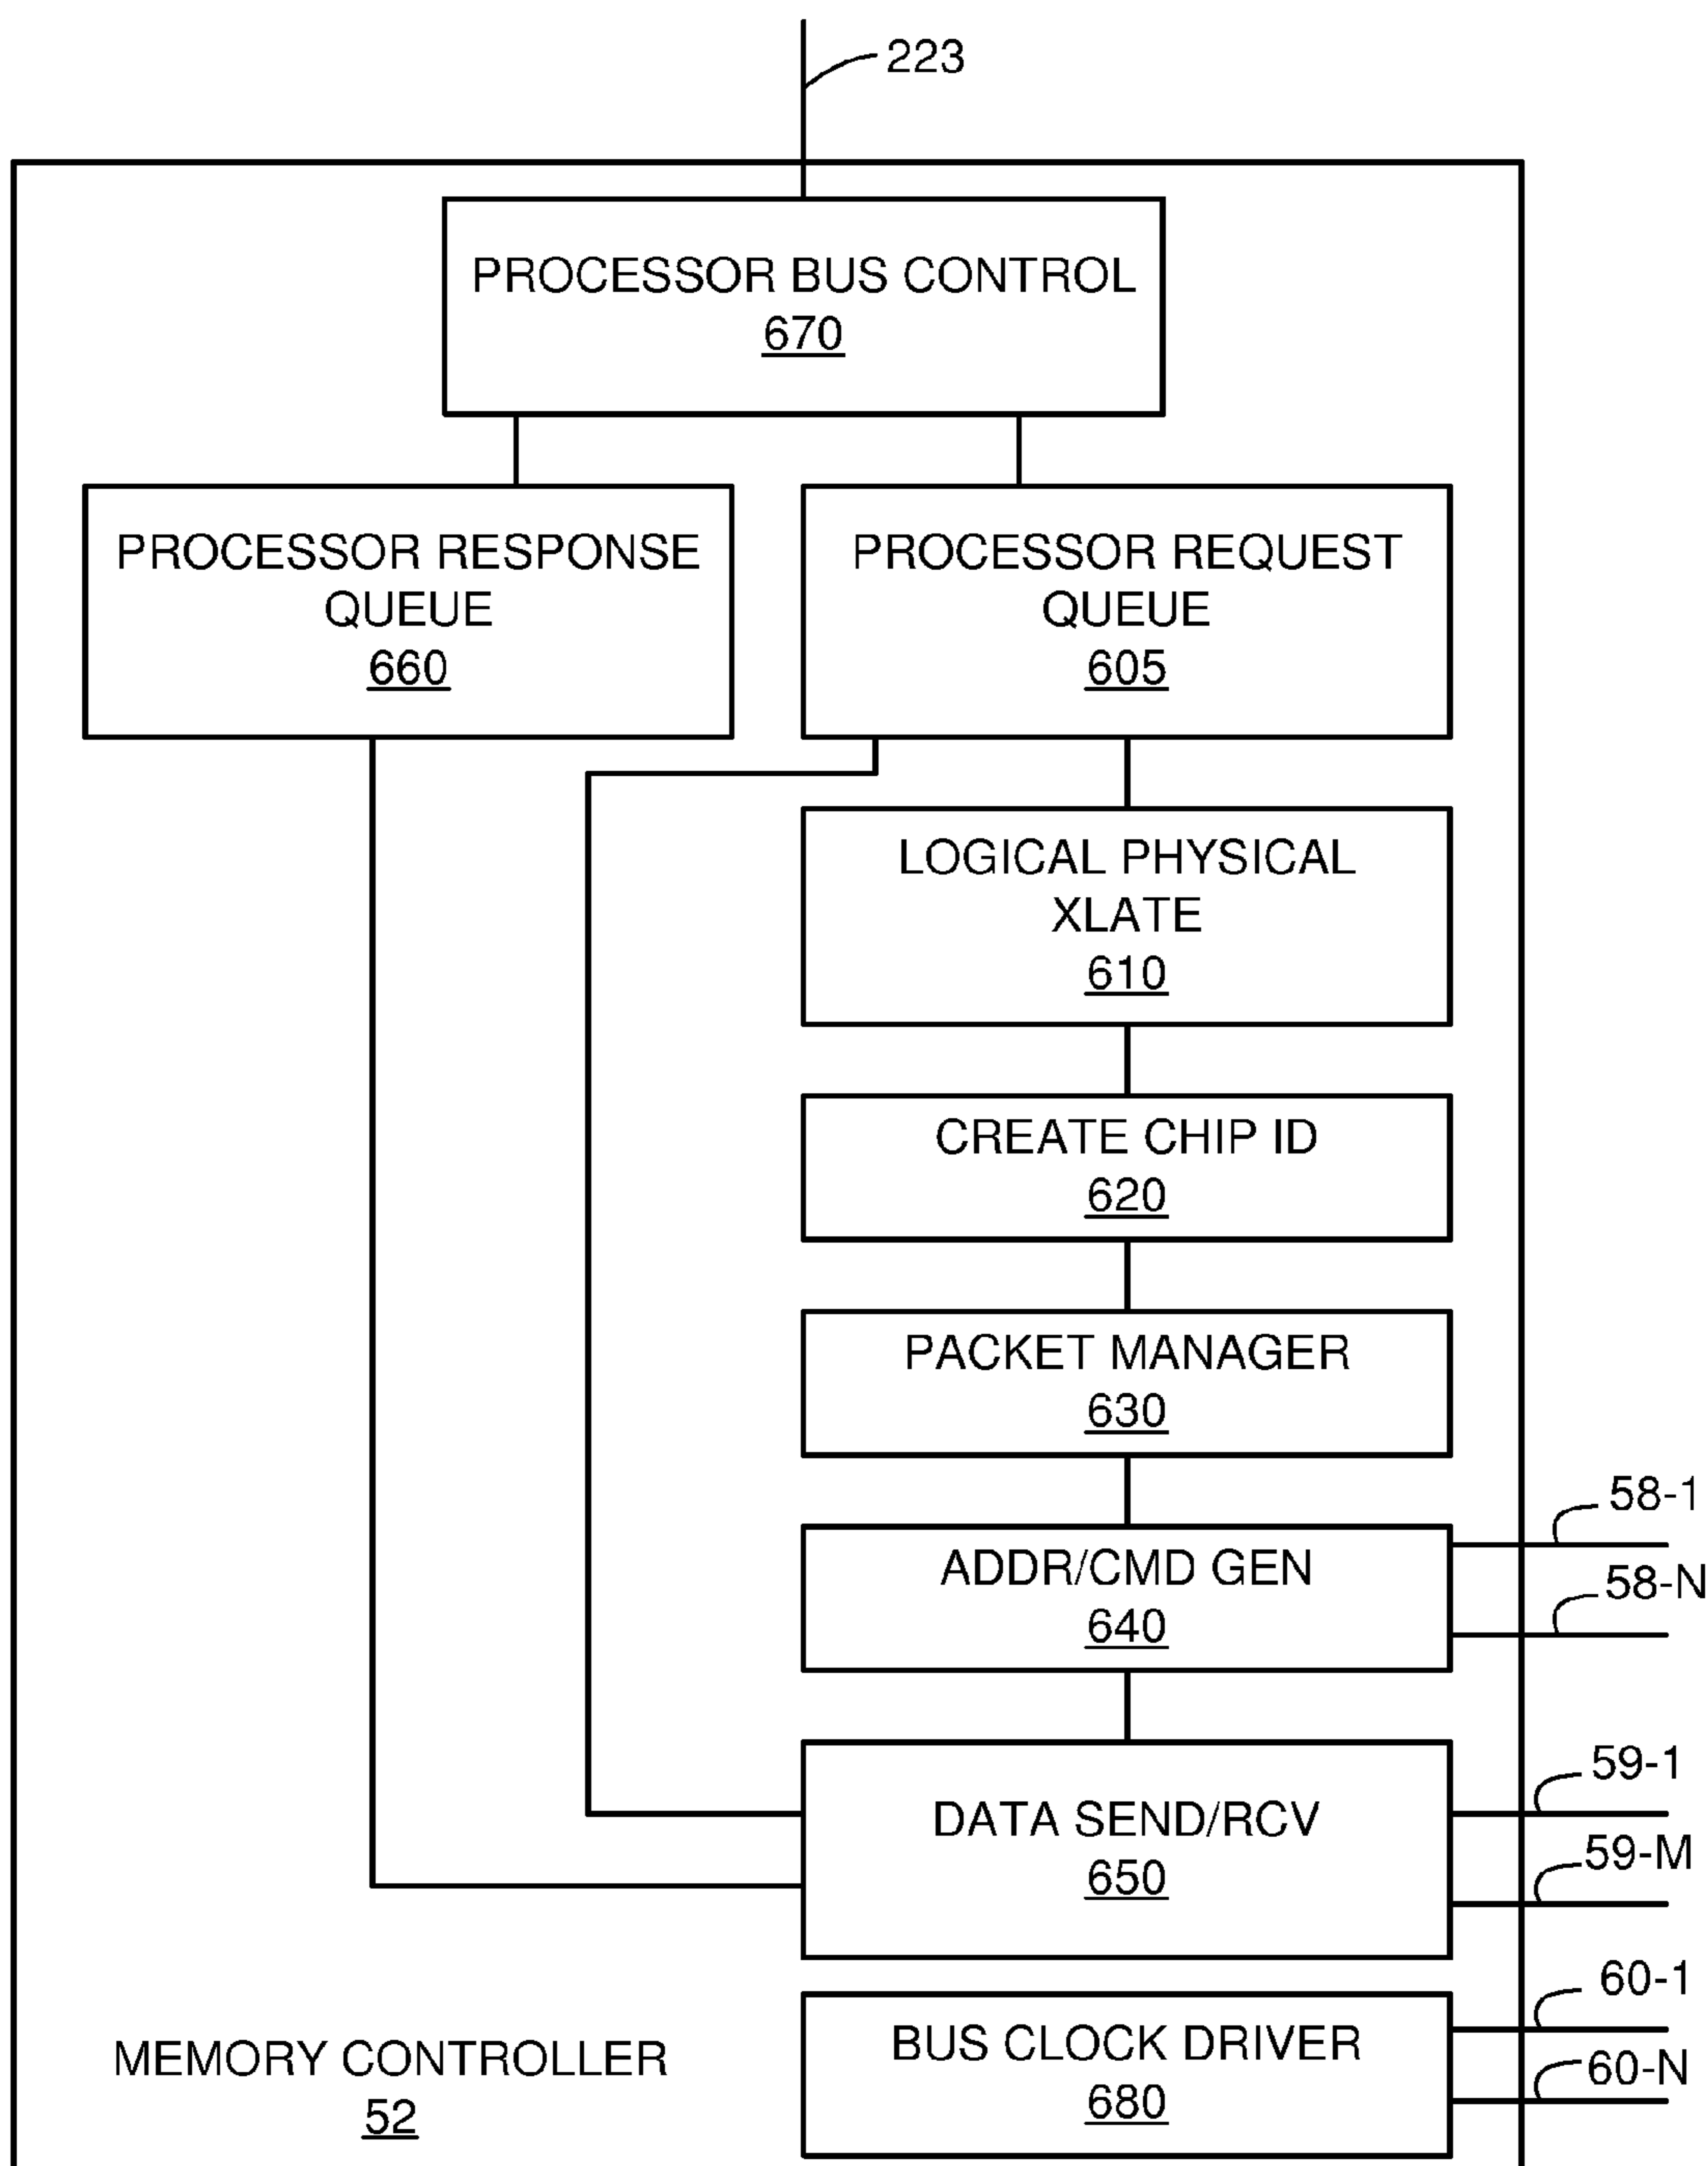 223
PROCESSOR BUS CONTROL
670
PROCESSOR RESPONSE
QUEUE
660
PROCESSOR REQUEST
QUEUE
605
LOGICAL PHYSICAL
XLATE
610
CREATE CHIP ID
620
PACKET MANAGER
630
58-1
ADDR/CMD GEN
58-N
640
59-1
DATA SEND/RCV
59-M
650
60-1
BUS CLOCK DRIVER
60-N
680
MEMORY CONTROLLER
52